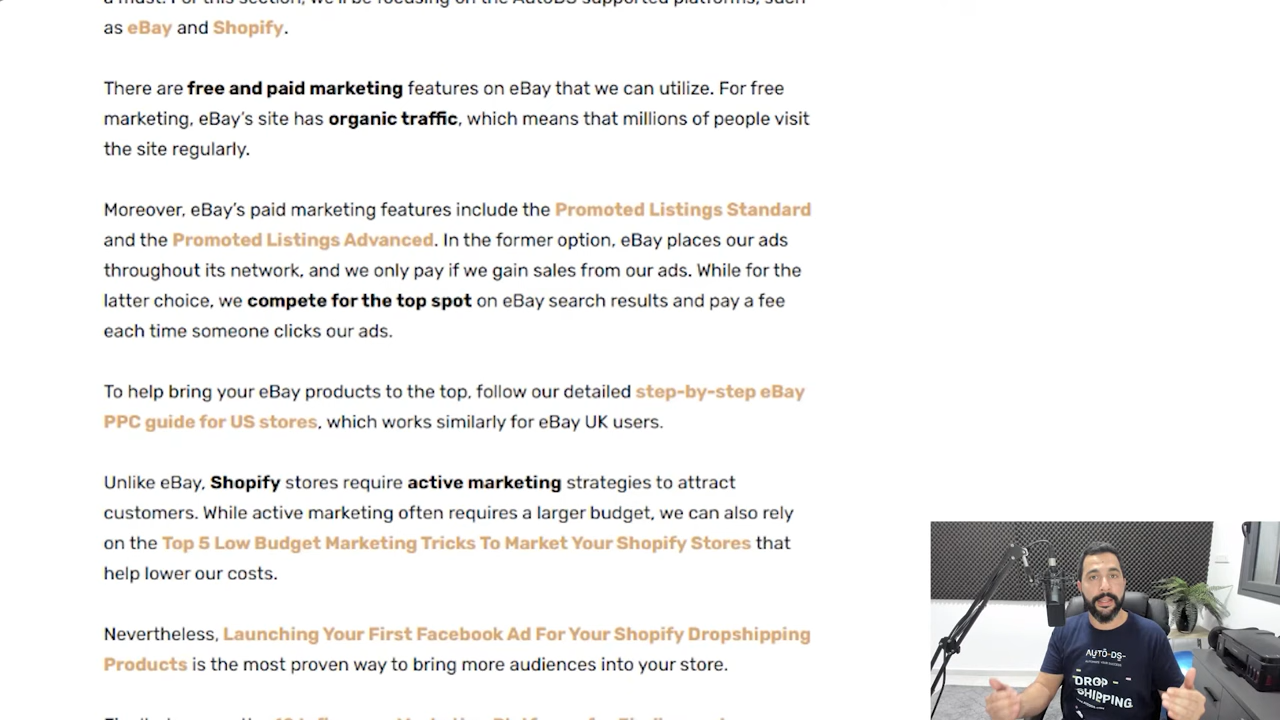 as eBay and Shopify.
There are free and paid marketing features on eBay that we can utilize. For free
marketing, eBay's site has organic traffic, which means that millions of people visit
the site regularly.
Moreover, eBay's paid marketing features include the Promoted Listings Standard
and the Promoted Listings Advanced. In the former option, eBay places our ads
throughout its network, and we only pay if we gain sales from our ads. While for the
latter choice, we compete for the top spot on eBay search results and pay a fee
each time someone clicks our ads.
To help bring your eBay products to the top, follow our detailed step-by-step eBay
PPC guide for US stores, which works similarly for eBay UK users.
Unlike eBay, Shopify stores require active marketing strategies to attract
customers. While active marketing often requires a larger budget, we can also rely
on the Top 5 Low Budget Marketing Tricks To Market Your Shopify Stores that
help lower our costs.
Nevertheless, Launching Your First Facebook Ad For Your Shopify Dropshipping
Products is the most proven way to bring more audiences into your store.
AUTO-DS-
DROP
SHIPPING